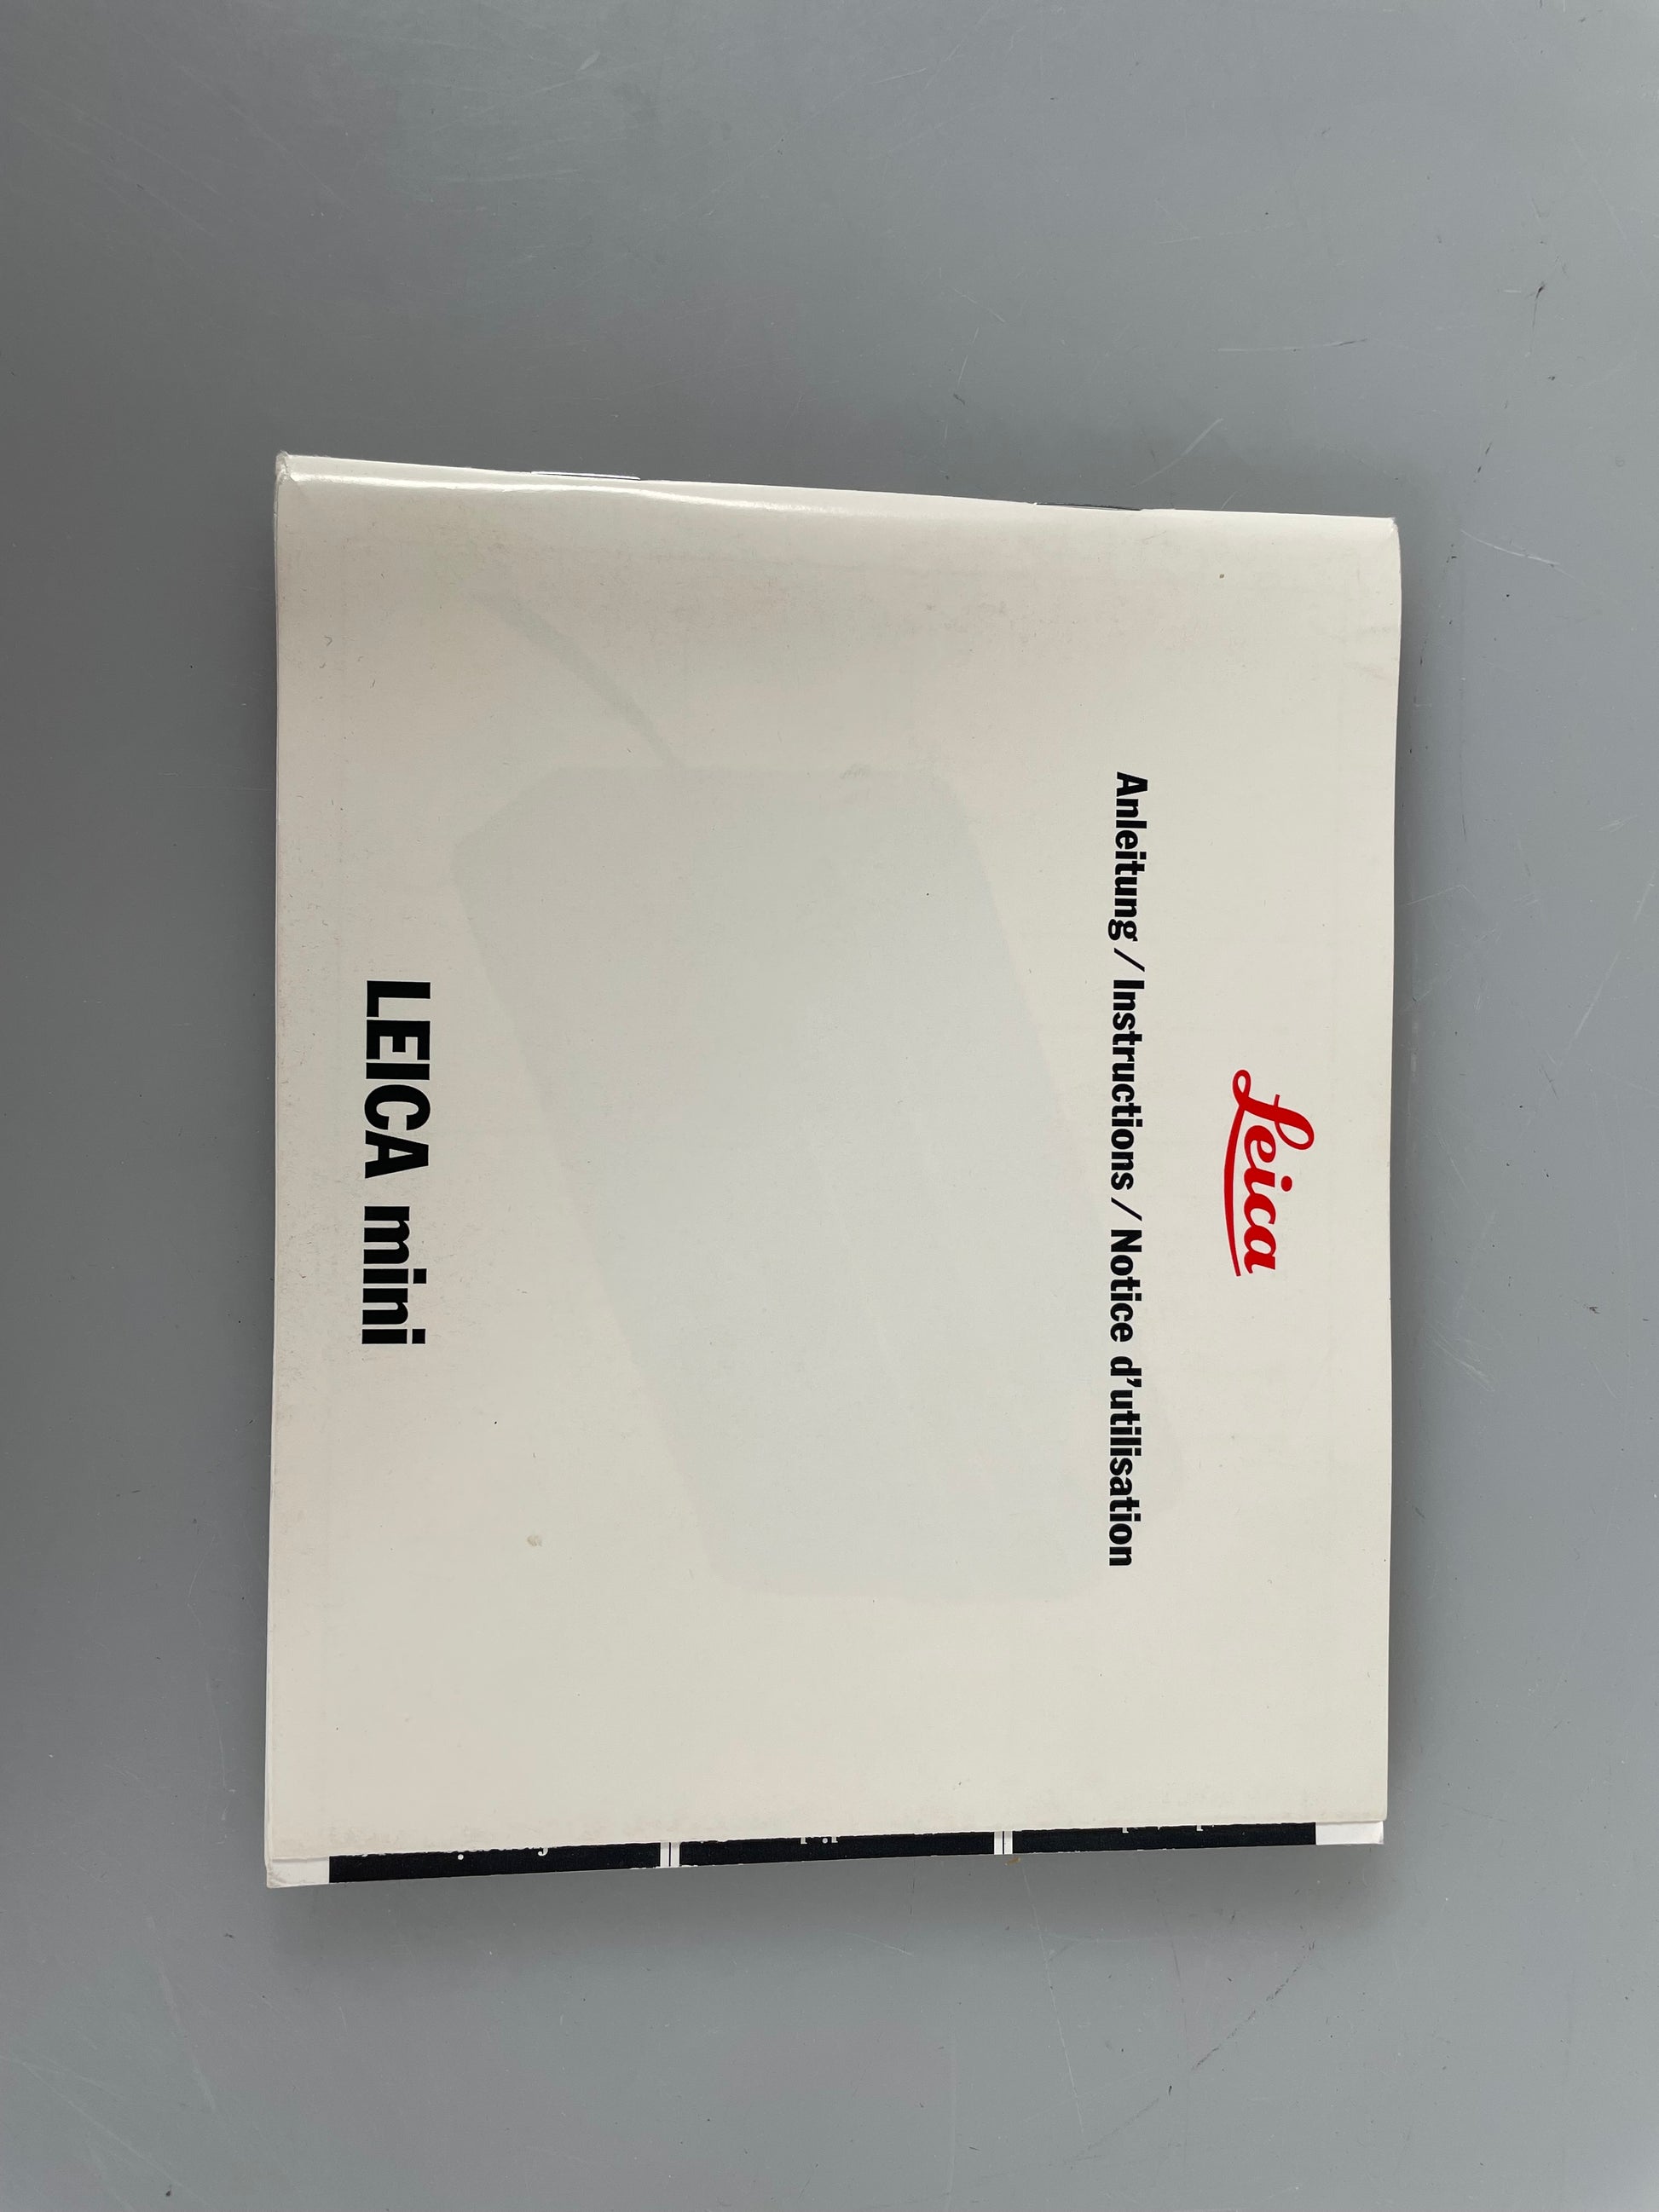 Leica
Anleitung / Instructions / Notice d'utilisation
LEICA mini